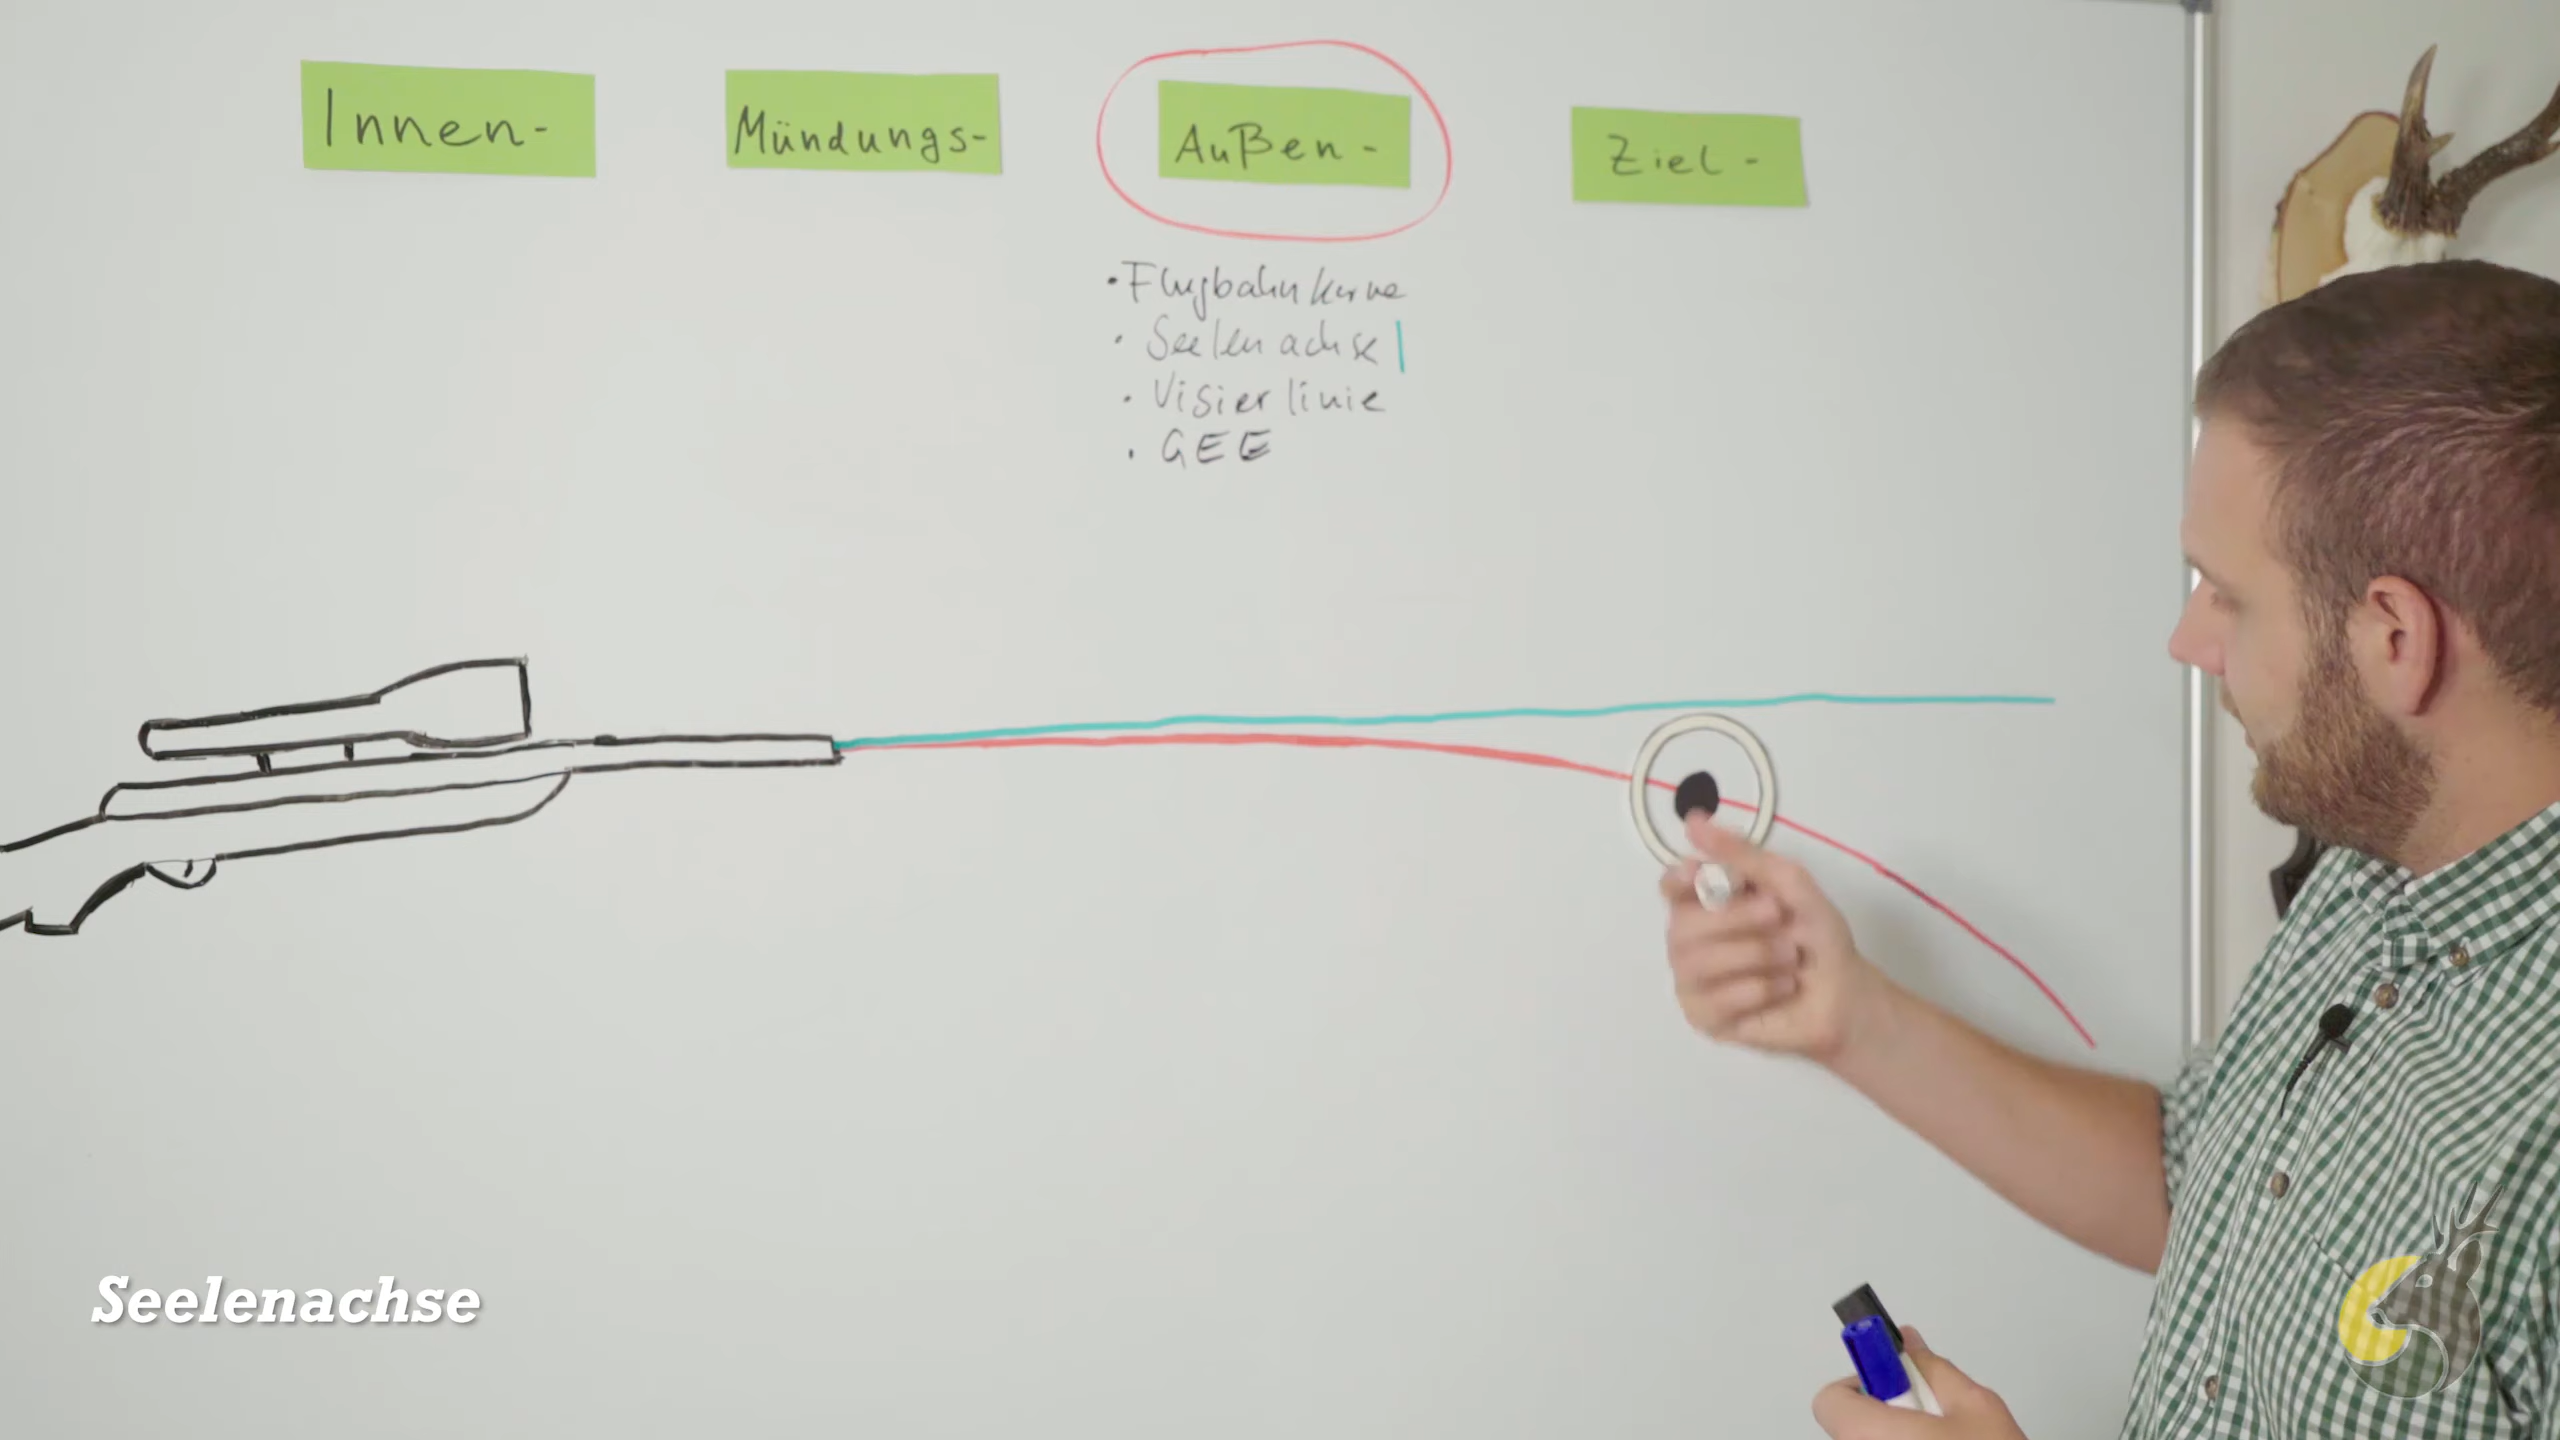 Innen-
Mündungs-
Außen-
Ziel-
• Flugbahnkurve
• Seelenachse
• Visierlinie
• GEE
Seelenachse